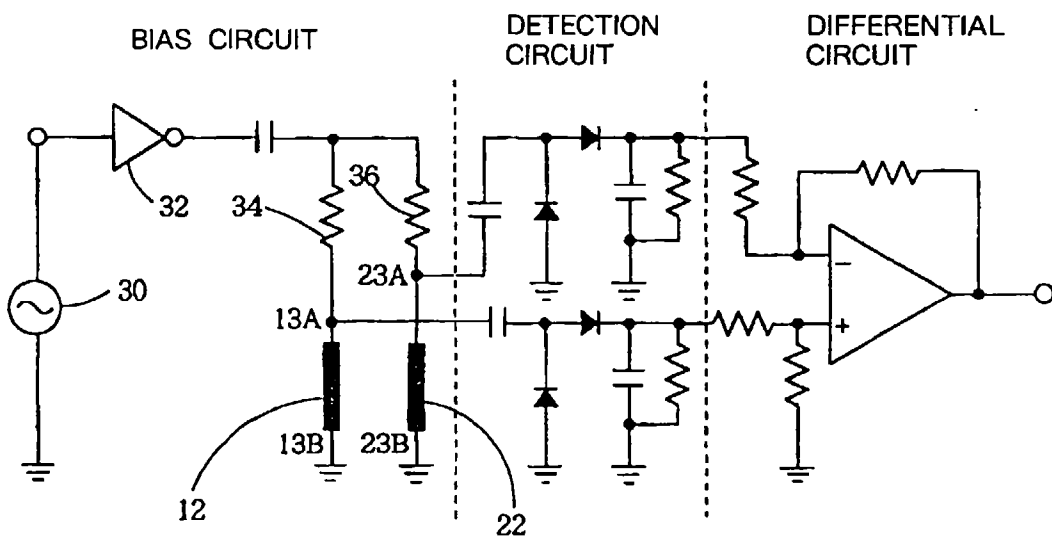 BIAS CIRCUIT
DETECTION
CIRCUIT
DIFFERENTIAL
CIRCUIT
32
34
36
30
23A
13A
13B
23B
12
22
−
+